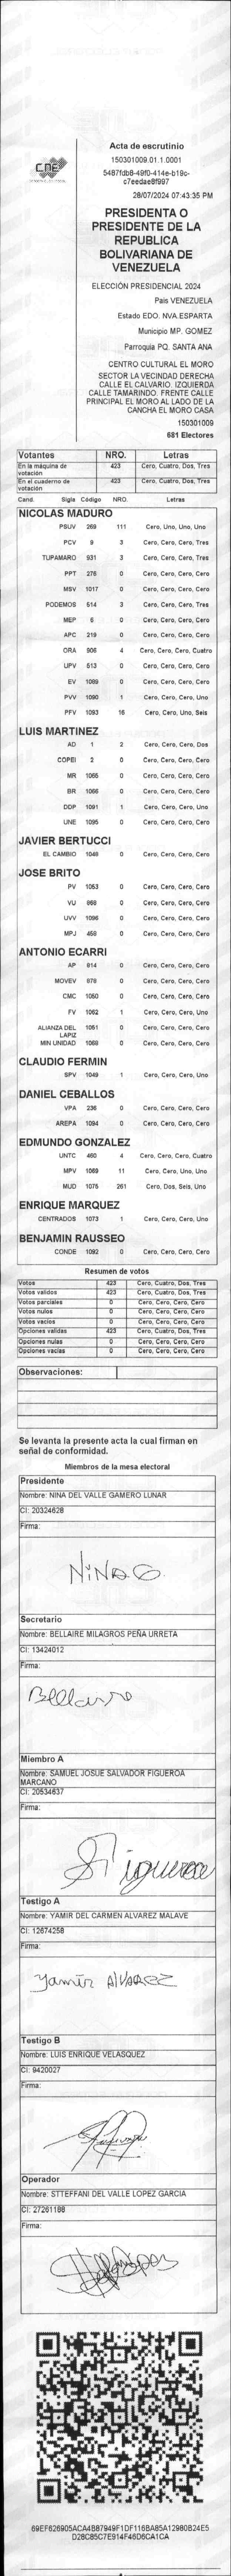 CNE
Acta de escrutinio
150301009.01.1.0001
5487fdb8-49f0-414e-b19c-
c7eedae8f997
28/07/2024 07:43:35 PM
PRESIDENTA O
PRESIDENTE DE LA
REPUBLICA
BOLIVARIANA DE
VENEZUELA
ELECCIÓN PRESIDENCIAL 2024
Pais VENEZUELA
Estado EDO. NVA.ESPARTA
Municipio MP. GOMEZ
Parroquia PQ. SANTA ANA
CENTRO CULTURAL EL MORO
SECTOR LA VECINDAD DERECHA
CALLE EL CALVARIO. IZQUIERDA
CALLE TAMARINDO. FRENTE CALLE
PRINCIPAL EL MORO AL LADO DE LA
CANCHA EL MORO CASA
150301009
681 Electores
Votantes NRO. Letras
En la máquina de votación 423 Cero, Cuatro, Dos, Tres
En el cuaderno de votación 423 Cero, Cuatro, Dos, Tres
Cand. Sigla Código NRO. Letras
NICOLAS MADURO
PSUV 269 111 Cero, Uno, Uno, Uno
PCV 9 3 Cero, Cero, Cero, Tres
TUPAMARO 931 3 Cero, Cero, Cero, Tres
PPT 276 0 Cero, Cero, Cero, Cero
MSV 1017 0 Cero, Cero, Cero, Cero
PODEMOS 514 3 Cero, Cero, Cero, Tres
MEP 6 0 Cero, Cero, Cero, Cero
APC 219 0 Cero, Cero, Cero, Cero
ORA 906 4 Cero, Cero, Cero, Cuatro
UPV 613 0 Cero, Cero, Cero, Cero
EV 1089 0 Cero, Cero, Cero, Cero
PVV 1090 1 Cero, Cero, Cero, Uno
PFV 1093 16 Cero, Cero, Uno, Seis
LUIS MARTINEZ
AD 1 2 Cero, Cero, Cero, Dos
COPEI 2 0 Cero, Cero, Cero, Cero
MR 1065 0 Cero, Cero, Cero, Cero
BR 1066 0 Cero, Cero, Cero, Cero
DDP 1091 1 Cero, Cero, Cero, Uno
UNE 1095 0 Cero, Cero, Cero, Cero
JAVIER BERTUCCI
EL CAMBIO 1046 0 Cero, Cero, Cero, Cero
JOSE BRITO
PV 1053 0 Cero, Cero, Cero, Cero
VU 868 0 Cero, Cero, Cero, Cero
UVV 1096 0 Cero, Cero, Cero, Cero
MPJ 459 0 Cero, Cero, Cero, Cero
ANTONIO ECARRI
AP 814 0 Cero, Cero, Cero, Cero
MOVEV 879 0 Cero, Cero, Cero, Cero
CMC 1050 0 Cero, Cero, Cero, Cero
FV 1062 1 Cero, Cero, Cero, Uno
ALIANZA DEL LAPIZ 1051 0 Cero, Cero, Cero, Cero
MIN UNIDAD 1068 0 Cero, Cero, Cero, Cero
CLAUDIO FERMIN
SPV 1049 1 Cero, Cero, Cero, Uno
DANIEL CEBALLOS
VPA 236 0 Cero, Cero, Cero, Cero
AREPA 1094 0 Cero, Cero, Cero, Cero
EDMUNDO GONZALEZ
UNTC 460 4 Cero, Cero, Cero, Cuatro
MPV 1069 11 Cero, Cero, Uno, Uno
MUD 1075 261 Cero, Dos, Seis, Uno
ENRIQUE MARQUEZ
CENTRADOS 1073 1 Cero, Cero, Cero, Uno
BENJAMIN RAUSSEO
CONDE 1092 0 Cero, Cero, Cero, Cero
Resumen de votos
Votos 423 Cero, Cuatro, Dos, Tres
Votos validos 423 Cero, Cuatro, Dos, Tres
Votos parciales 0 Cero, Cero, Cero, Cero
Votos nulos 0 Cero, Cero, Cero, Cero
Votos vacios 0 Cero, Cero, Cero, Cero
Opciones validas 423 Cero, Cuatro, Dos, Tres
Opciones nulas 0 Cero, Cero, Cero, Cero
Opciones vacias 0 Cero, Cero, Cero, Cero
Observaciones:
Se levanta la presente acta la cual firman en
señal de conformidad.
Miembros de la mesa electoral
Presidente
Nombre: NINA DEL VALLE GAMERO LUNAR
CI: 20324628
Firma:
NiNA G
Secretario
Nombre: BELLAIRE MILAGROS PEÑA URRETA
CI: 13424012
Firma:
Miembro A
Nombre: SAMUEL JOSUE SALVADOR FIGUEROA
MARCANO
CI: 20534637
Firma:
Testigo A
Nombre: YAMIR DEL CARMEN ALVAREZ MALAVE
CI: 12674258
Firma:
Yamir AlVAREZ
Testigo B
Nombre: LUIS ENRIQUE VELASQUEZ
CI: 9420027
Firma:
Operador
Nombre: STTEFFANI DEL VALLE LOPEZ GARCIA
CI: 27261188
Firma:
69EF626905ACA4B87949F1DF116BA85A12980B24E5
D28C85C7E914F46D6CA1CA